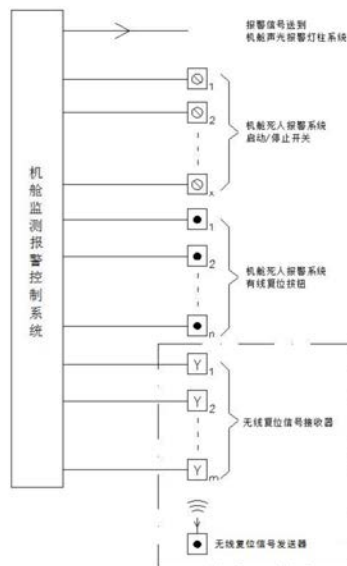 报警信号送到
机舱声光报警灯柱系统
1
2
机舱死人报警系统
启动/停止开关
x
机舱监测报警控制系统
1
2
机舱死人报警系统
有线复位按钮
n
Y 1
Y 2
无线复位信号接收器
Y m
无线复位信号发送器